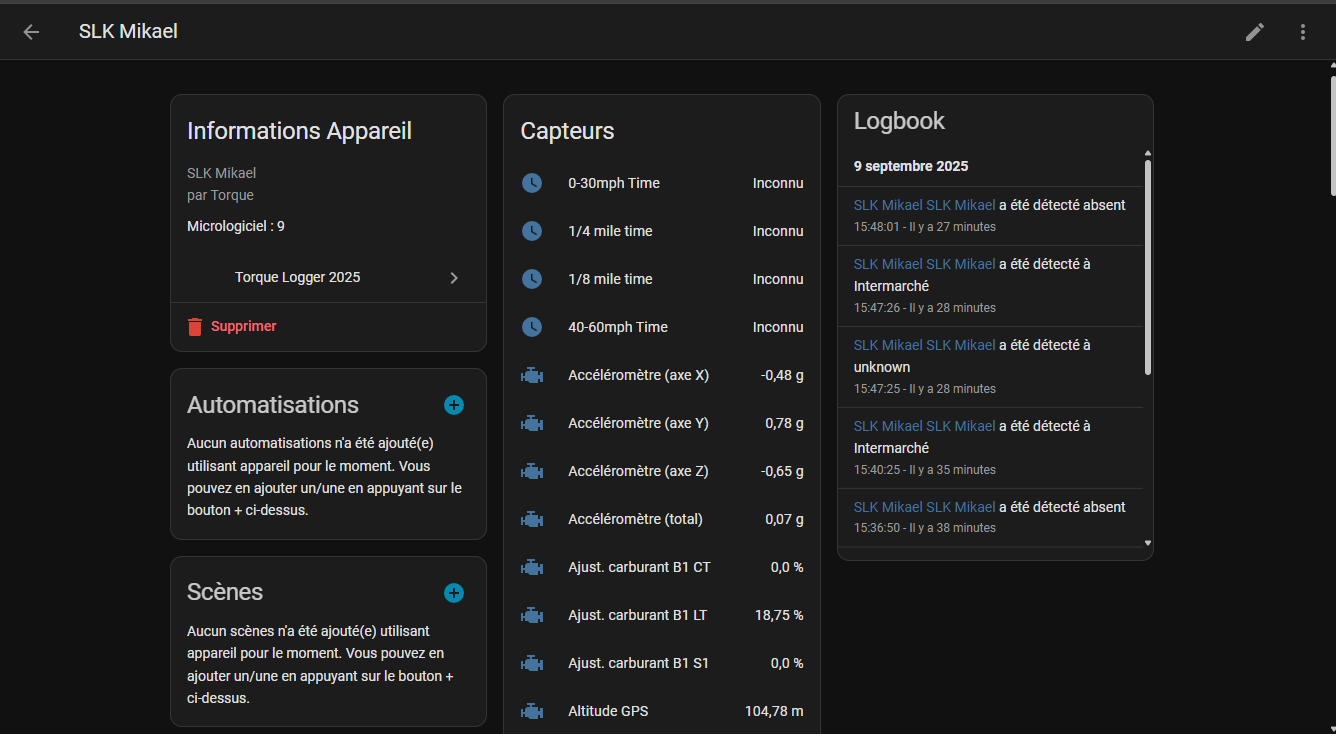 SLK Mikael
Informations Appareil
SLK Mikael
par Torque
Micrologiciel : 9
Torque Logger 2025
Supprimer
Automatisations
Aucun automatisations n'a été ajouté(e)
utilisant appareil pour le moment. Vous
pouvez en ajouter un/une en appuyant sur le
bouton + ci-dessus.
Scènes
Aucun scènes n'a été ajouté(e) utilisant
appareil pour le moment. Vous pouvez en
ajouter un/une en appuyant sur le bouton +
ci-dessus.
Capteurs
0-30mph Time Inconnu
1/4 mile time Inconnu
1/8 mile time Inconnu
40-60mph Time Inconnu
Accéléromètre (axe X) -0,48 g
Accéléromètre (axe Y) 0,78 g
Accéléromètre (axe Z) -0,65 g
Accéléromètre (total) 0,07 g
Ajust. carburant B1 CT 0,0 %
Ajust. carburant B1 LT 18,75 %
Ajust. carburant B1 S1 0,0 %
Altitude GPS 104,78 m
Logbook
9 septembre 2025
SLK Mikael SLK Mikael a été détecté absent
15:48:01 - Il y a 27 minutes
SLK Mikael SLK Mikael a été détecté à
Intermarché
15:47:26 - Il y a 28 minutes
SLK Mikael SLK Mikael a été détecté à
unknown
15:47:25 - Il y a 28 minutes
SLK Mikael SLK Mikael a été détecté à
Intermarché
15:40:25 - Il y a 35 minutes
SLK Mikael SLK Mikael a été détecté absent
15:36:50 - Il y a 38 minutes